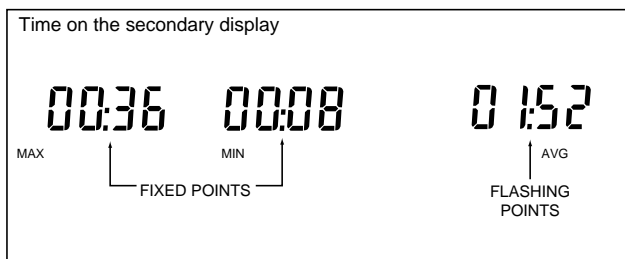 Time on the secondary display
00:36 00:08 01:52
MAX MIN AVG
FIXED POINTS FLASHING
POINTS